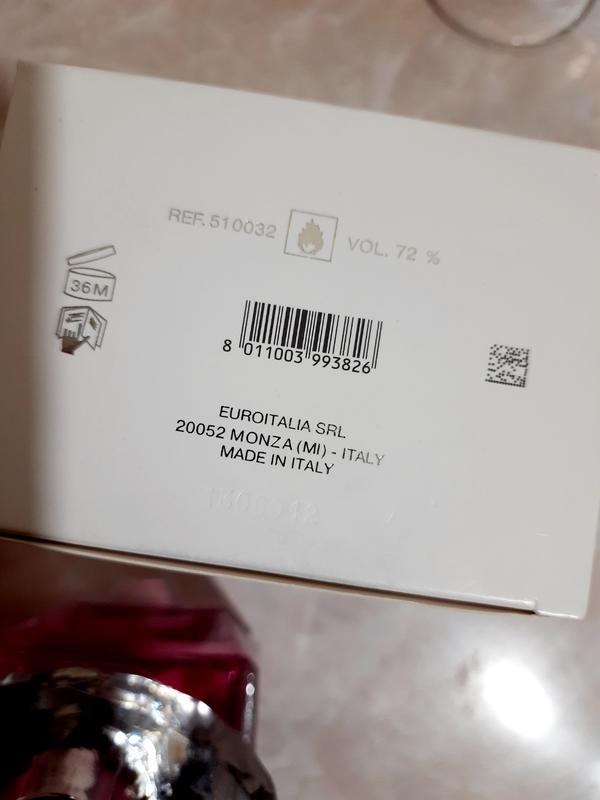 REF. 510032
VOL. 72 %
36M
8 011003 993826
EUROITALIA SRL
20052 MONZA (MI) - ITALY
MADE IN ITALY